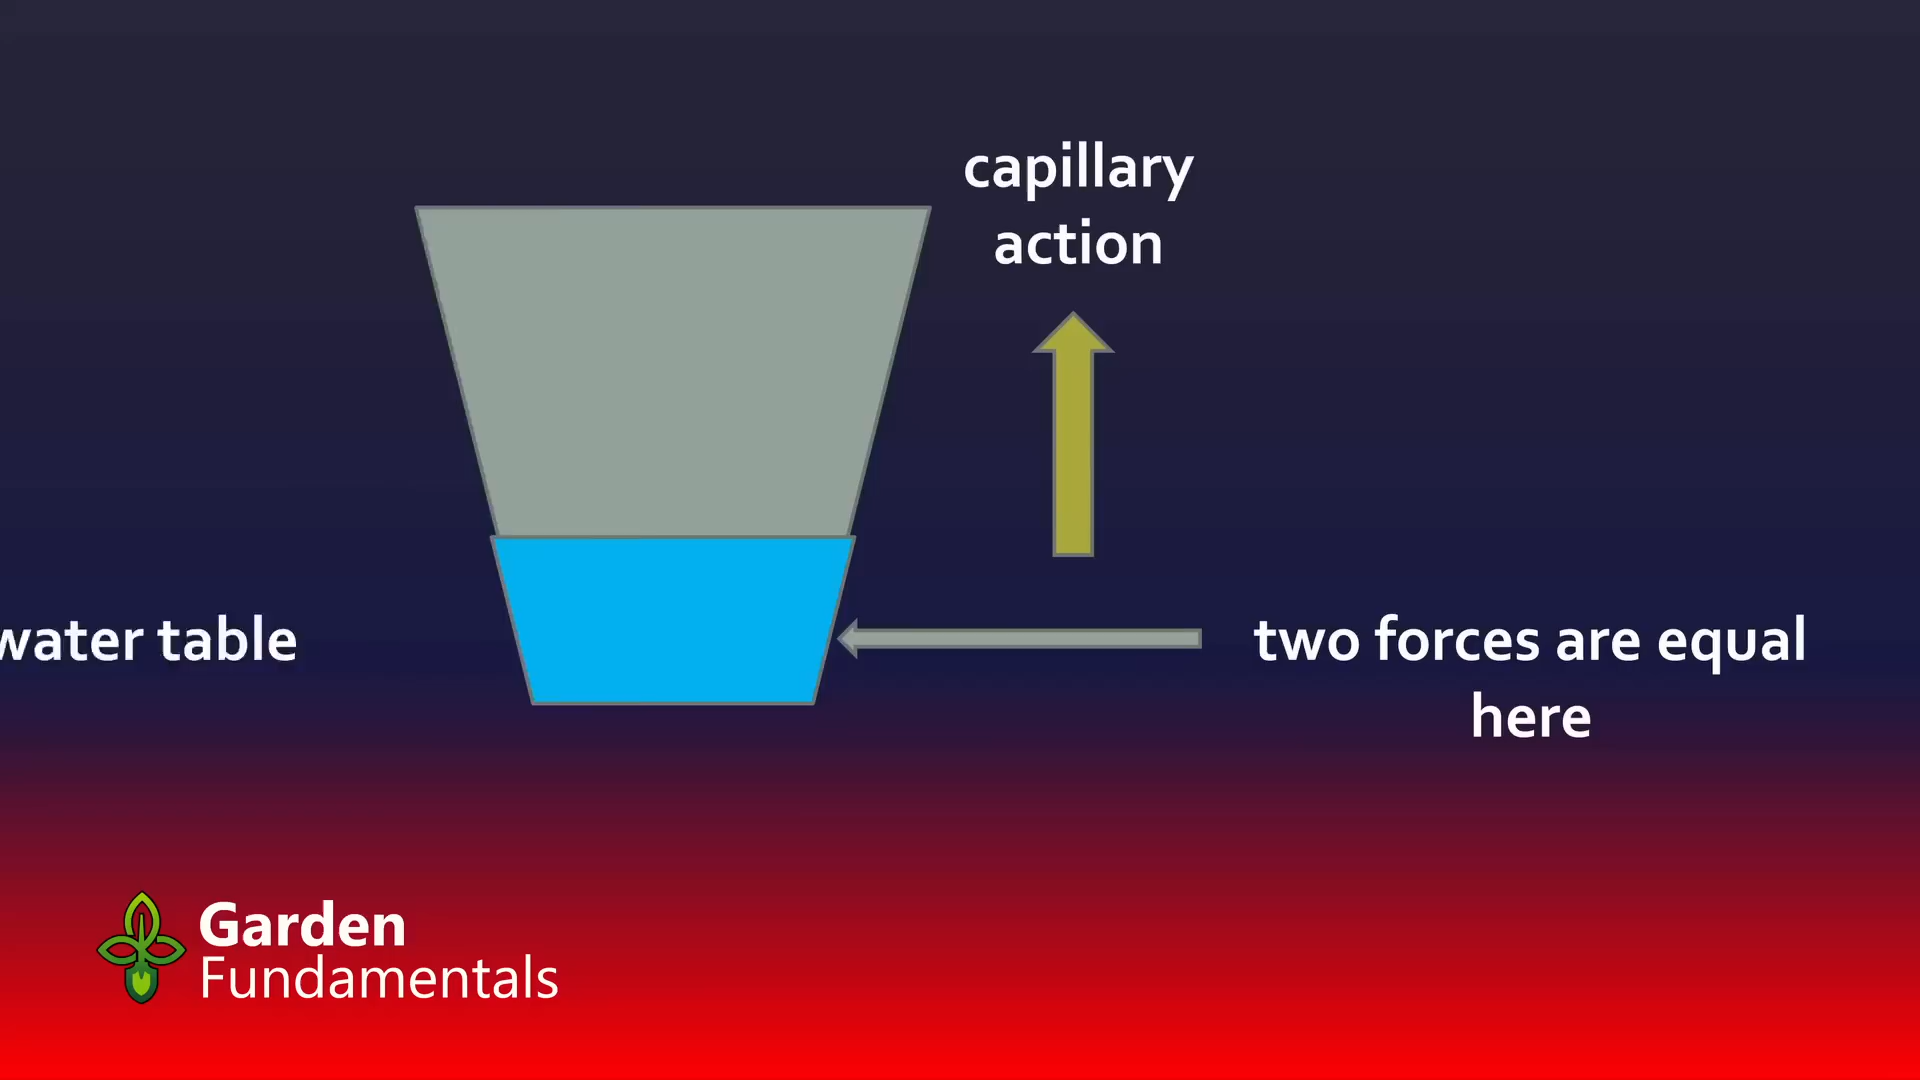 capillary
action
water table
two forces are equal
here
Garden
Fundamentals